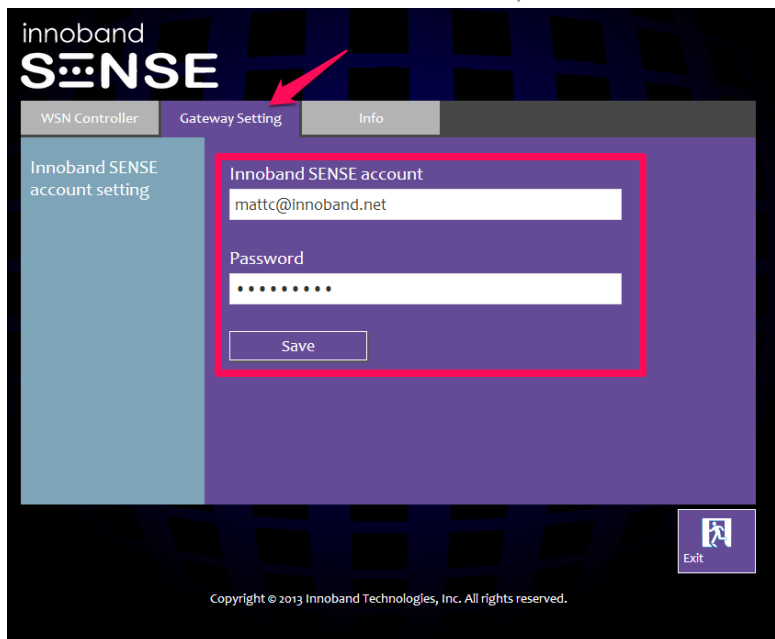 innoband
SENSE
WSN Controller
Gateway Setting
Info
Innoband SENSE
account setting
Innoband SENSE account
mattc@innoband.net
Password
•••••••••
Save
Exit
Copyright © 2013 Innoband Technologies, Inc. All rights reserved.